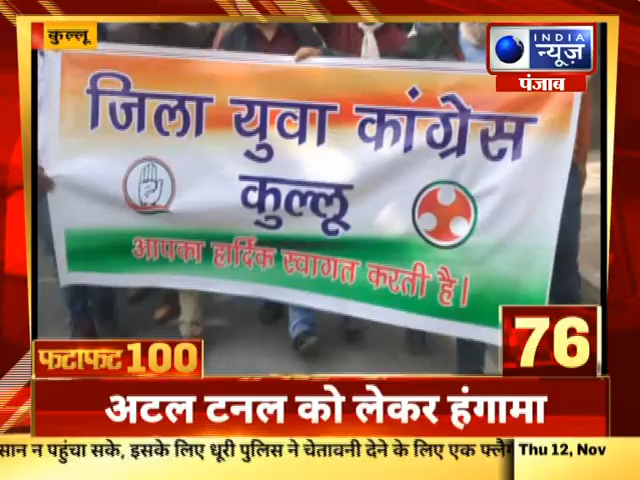 कुल्लू
INDIA
न्यूज़
पंजाब
जिला युवा कांग्रेस
कुल्लू
आपका हार्दिक स्वागत करती है।
फटाफट 100
76
अटल टनल को लेकर हंगामा
सान न पहुंचा सके, इसके लिए धूरी पुलिस ने चेतावनी देने के लिए एक फ्लैग
Thu 12, Nov